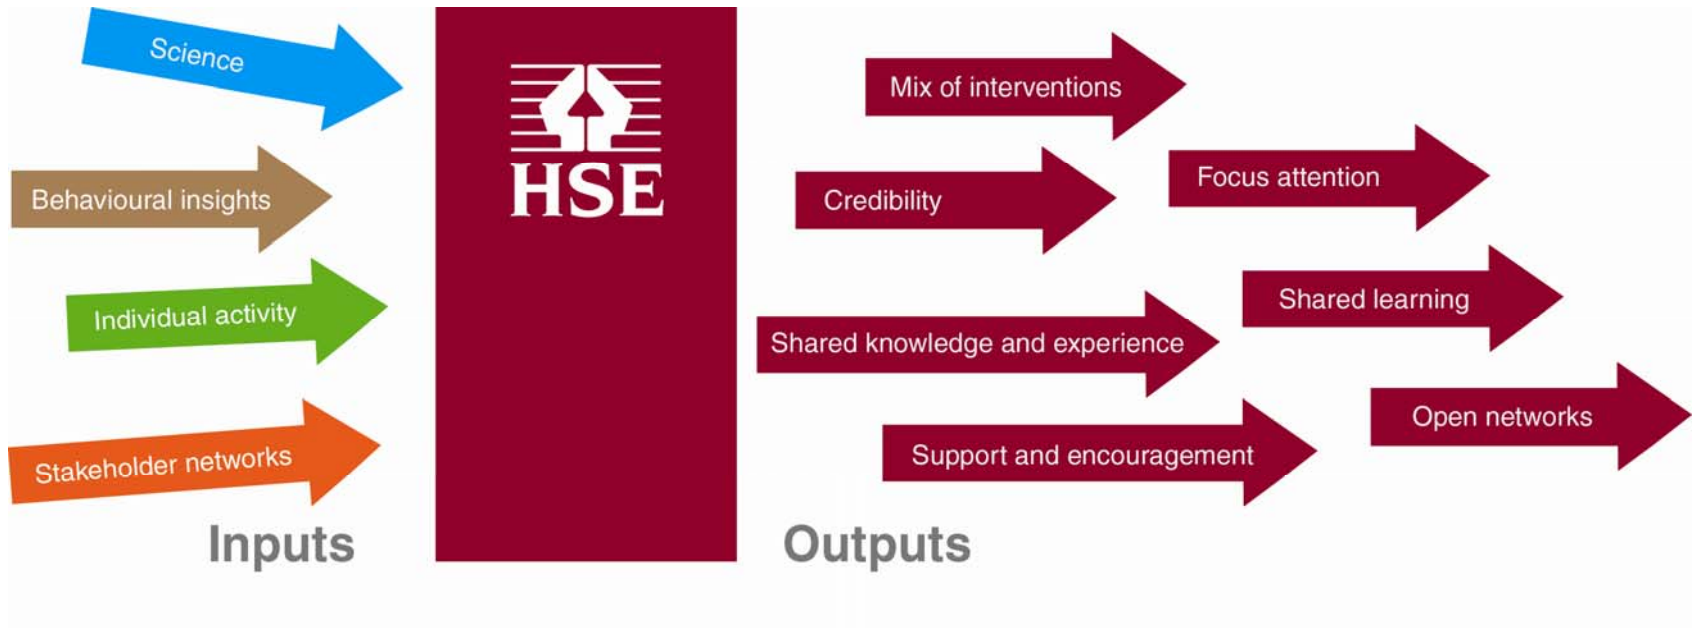 Science
Behavioural insights
Individual activity
Stakeholder networks
Inputs
HSE
Mix of interventions
Focus attention
Credibility
Shared learning
Shared knowledge and experience
Open networks
Support and encouragement
Outputs